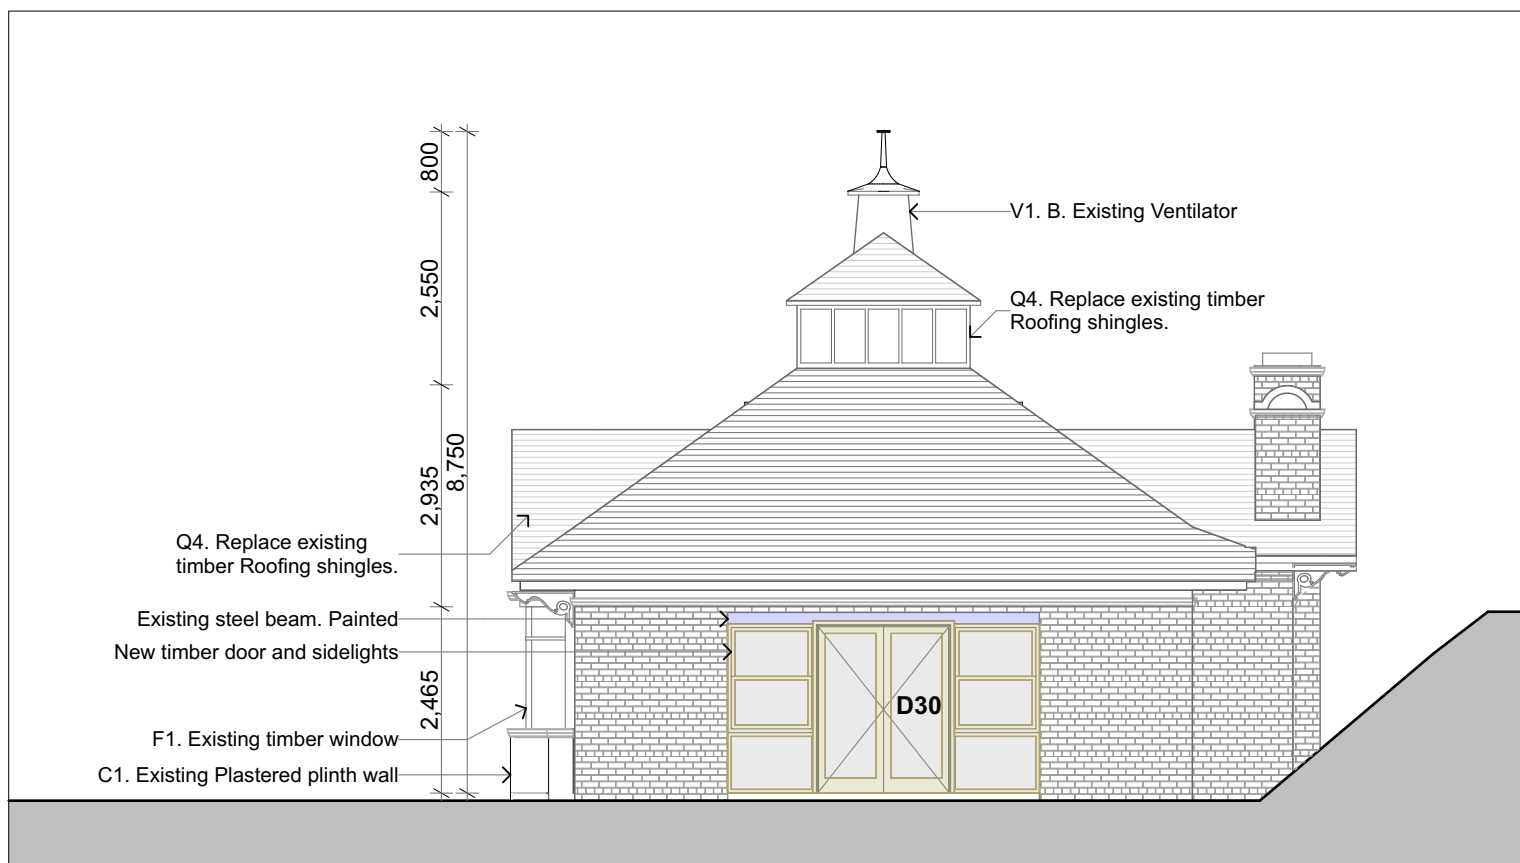 800
V1. B. Existing Ventilator
2,550
Q4. Replace existing timber
Roofing shingles.
8,750
2,935
Q4. Replace existing
timber Roofing shingles.
Existing steel beam. Painted
New timber door and sidelights
2,465
D30
F1. Existing timber window
C1. Existing Plastered plinth wall